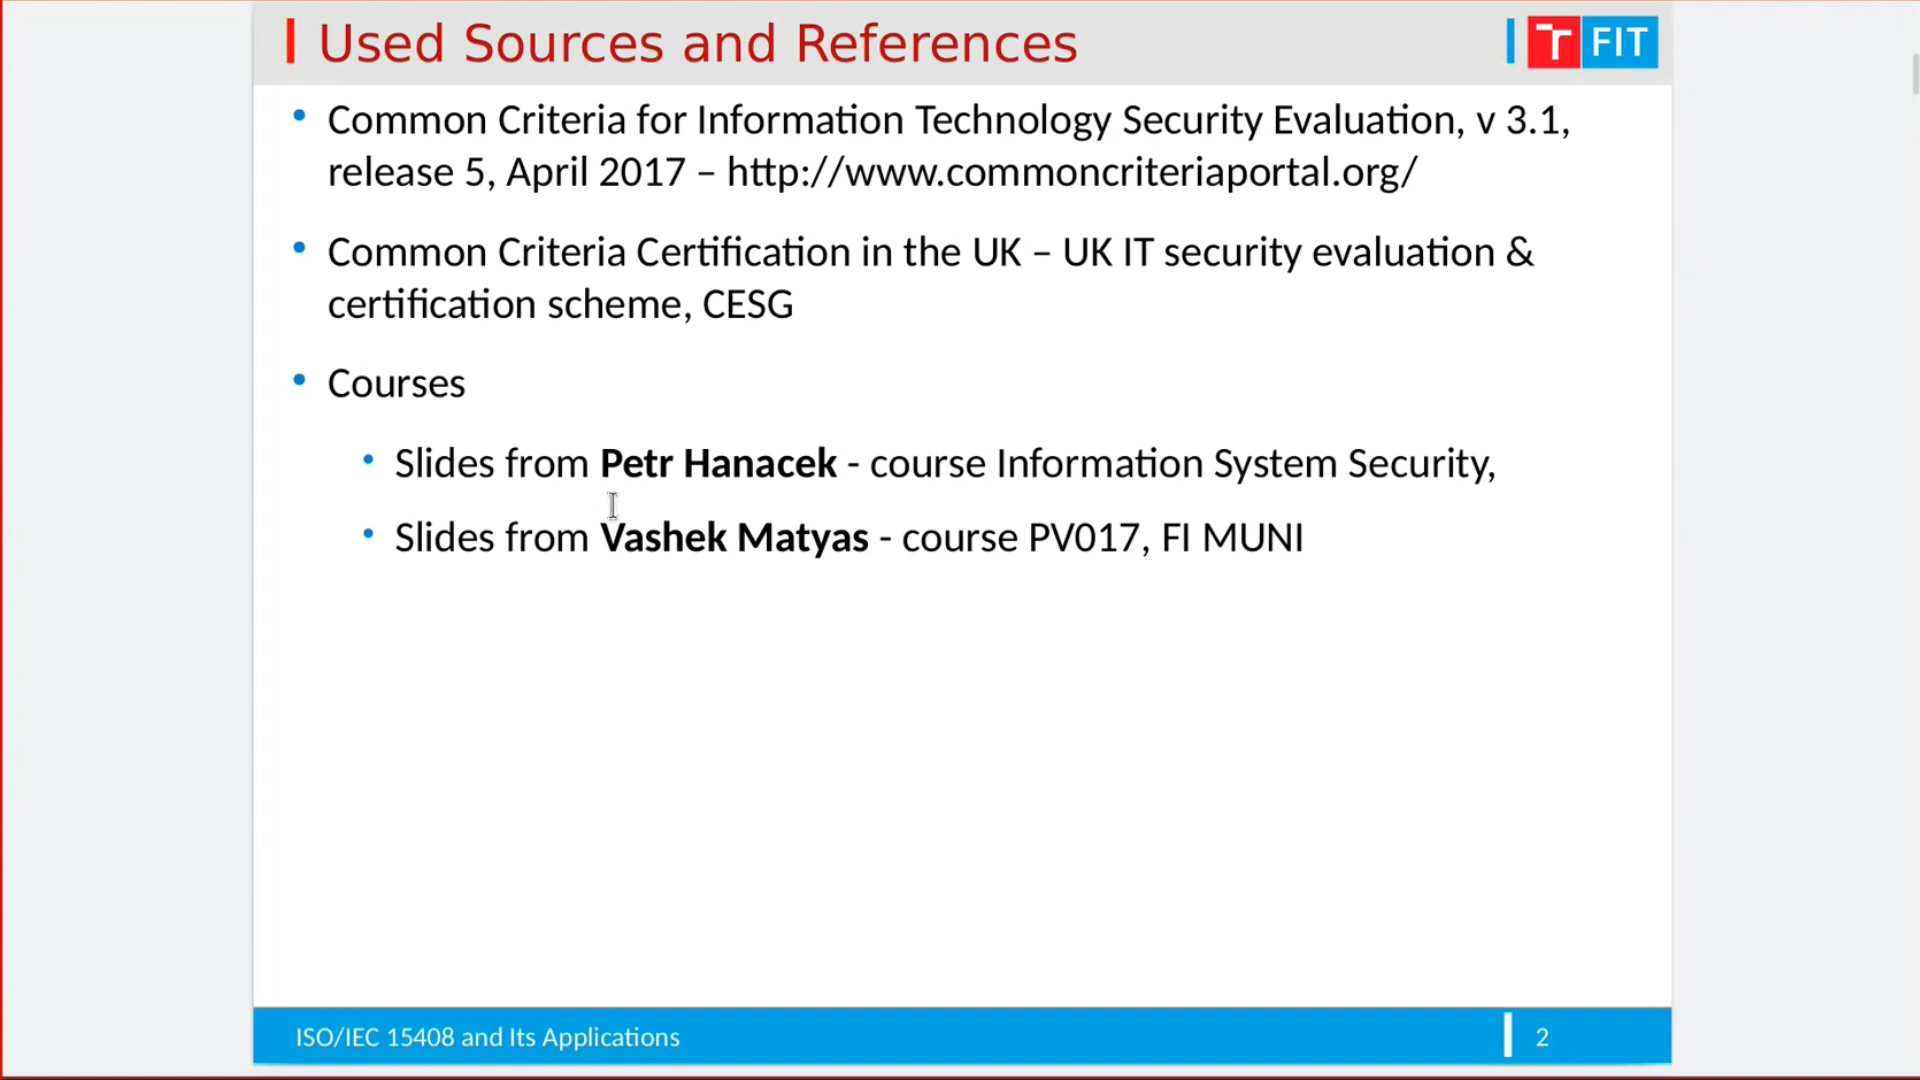 Used Sources and References
T FIT
• Common Criteria for Information Technology Security Evaluation, v 3.1,
release 5, April 2017 – http://www.commoncriteriaportal.org/
• Common Criteria Certification in the UK – UK IT security evaluation &
certification scheme, CESG
• Courses
• Slides from Petr Hanacek - course Information System Security,
• Slides from Vashek Matyas - course PV017, FI MUNI
ISO/IEC 15408 and Its Applications
2